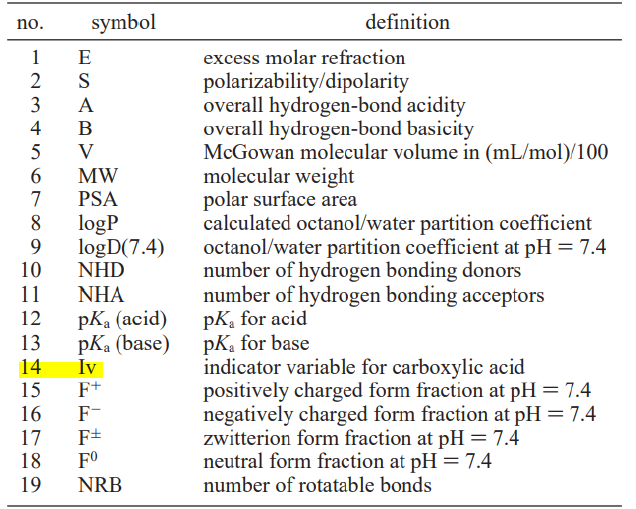 no. symbol definition
1 E excess molar refraction
2 S polarizability/dipolarity
3 A overall hydrogen-bond acidity
4 B overall hydrogen-bond basicity
5 V McGowan molecular volume in (mL/mol)/100
6 MW molecular weight
7 PSA polar surface area
8 logP calculated octanol/water partition coefficient
9 logD(7.4) octanol/water partition coefficient at pH = 7.4
10 NHD number of hydrogen bonding donors
11 NHA number of hydrogen bonding acceptors
12 pKₐ (acid) pKₐ for acid
13 pKₐ (base) pKₐ for base
14 Iv indicator variable for carboxylic acid
15 F⁺ positively charged form fraction at pH = 7.4
16 F⁻ negatively charged form fraction at pH = 7.4
17 F± zwitterion form fraction at pH = 7.4
18 F⁰ neutral form fraction at pH = 7.4
19 NRB number of rotatable bonds